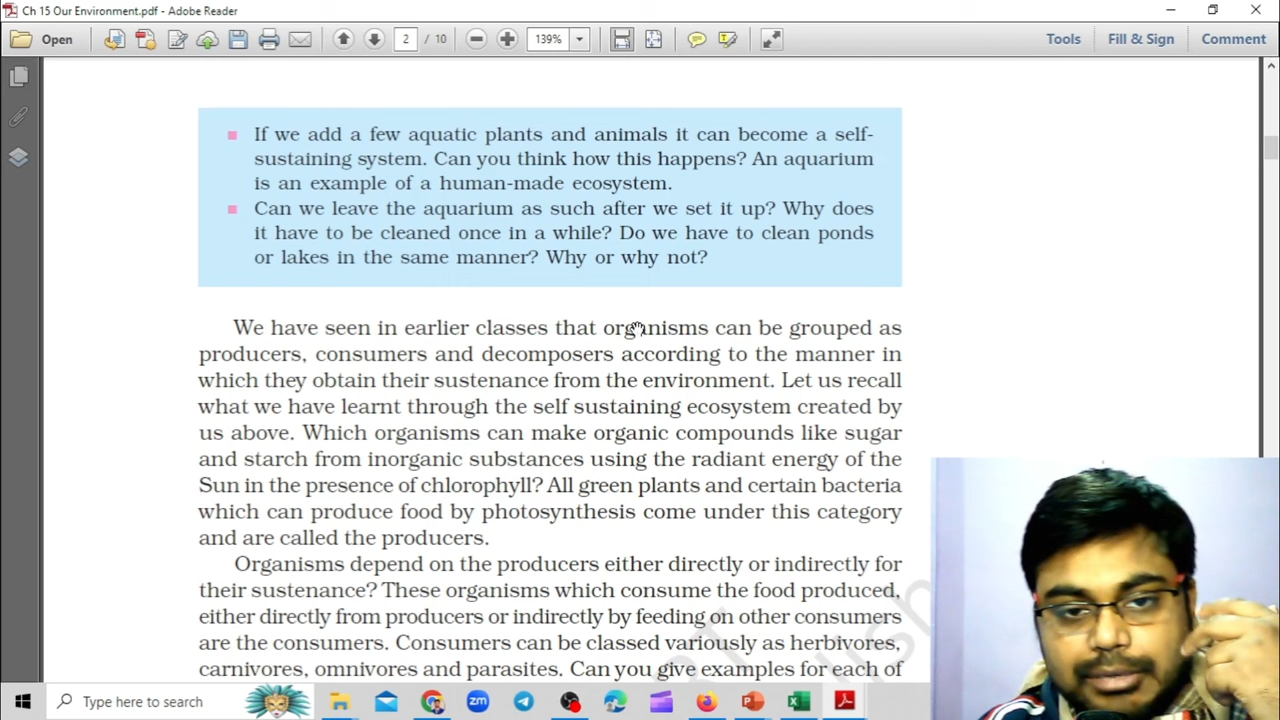 Ch 15 Our Environment.pdf - Adobe Reader
Open
2 / 10
139%
Tools
Fill & Sign
Comment
If we add a few aquatic plants and animals it can become a self-
sustaining system. Can you think how this happens? An aquarium
is an example of a human-made ecosystem.
Can we leave the aquarium as such after we set it up? Why does
it have to be cleaned once in a while? Do we have to clean ponds
or lakes in the same manner? Why or why not?
We have seen in earlier classes that organisms can be grouped as
producers, consumers and decomposers according to the manner in
which they obtain their sustenance from the environment. Let us recall
what we have learnt through the self sustaining ecosystem created by
us above. Which organisms can make organic compounds like sugar
and starch from inorganic substances using the radiant energy of the
Sun in the presence of chlorophyll? All green plants and certain bacteria
which can produce food by photosynthesis come under this category
and are called the producers.
Organisms depend on the producers either directly or indirectly for
their sustenance? These organisms which consume the food produced,
either directly from producers or indirectly by feeding on other consumers
are the consumers. Consumers can be classed variously as herbivores,
carnivores, omnivores and parasites. Can you give examples for each of
Type here to search
zm